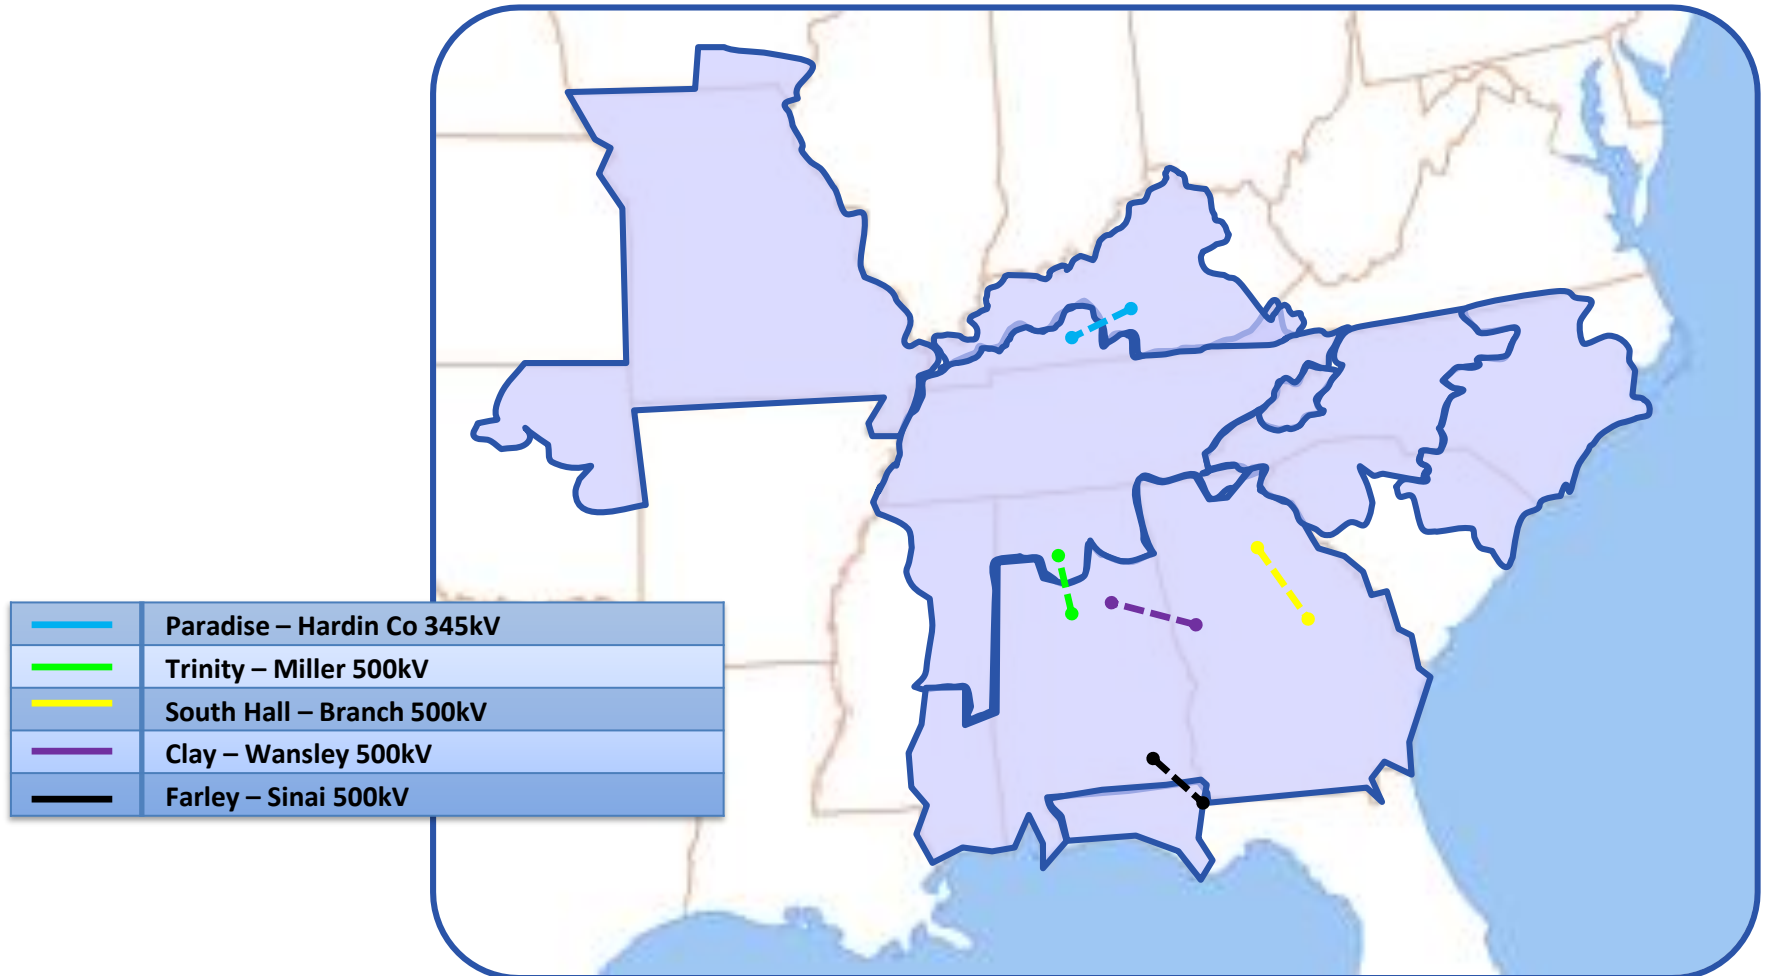 Paradise – Hardin Co 345kV
Trinity – Miller 500kV
South Hall – Branch 500kV
Clay – Wansley 500kV
Farley – Sinai 500kV